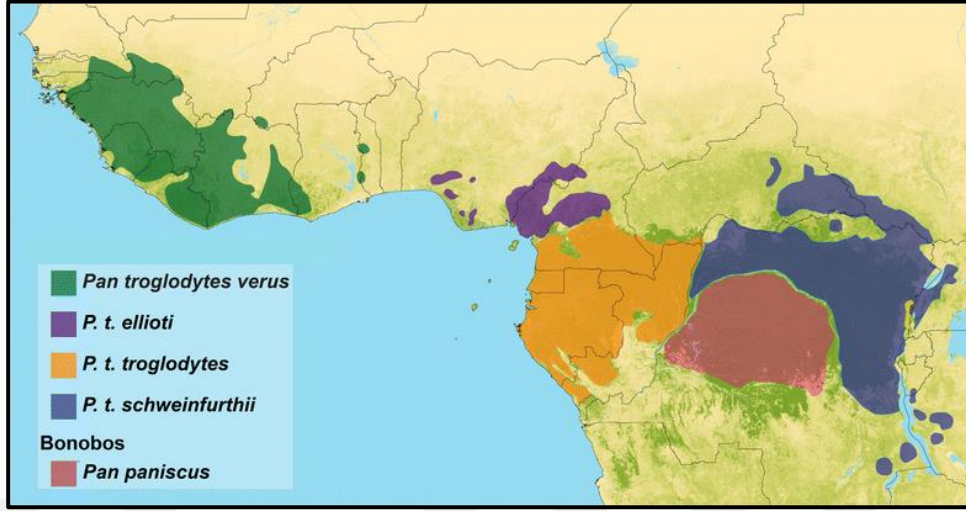 Pan troglodytes verus
P. t. ellioti
P. t. troglodytes
P. t. schweinfurthii
Bonobos
Pan paniscus